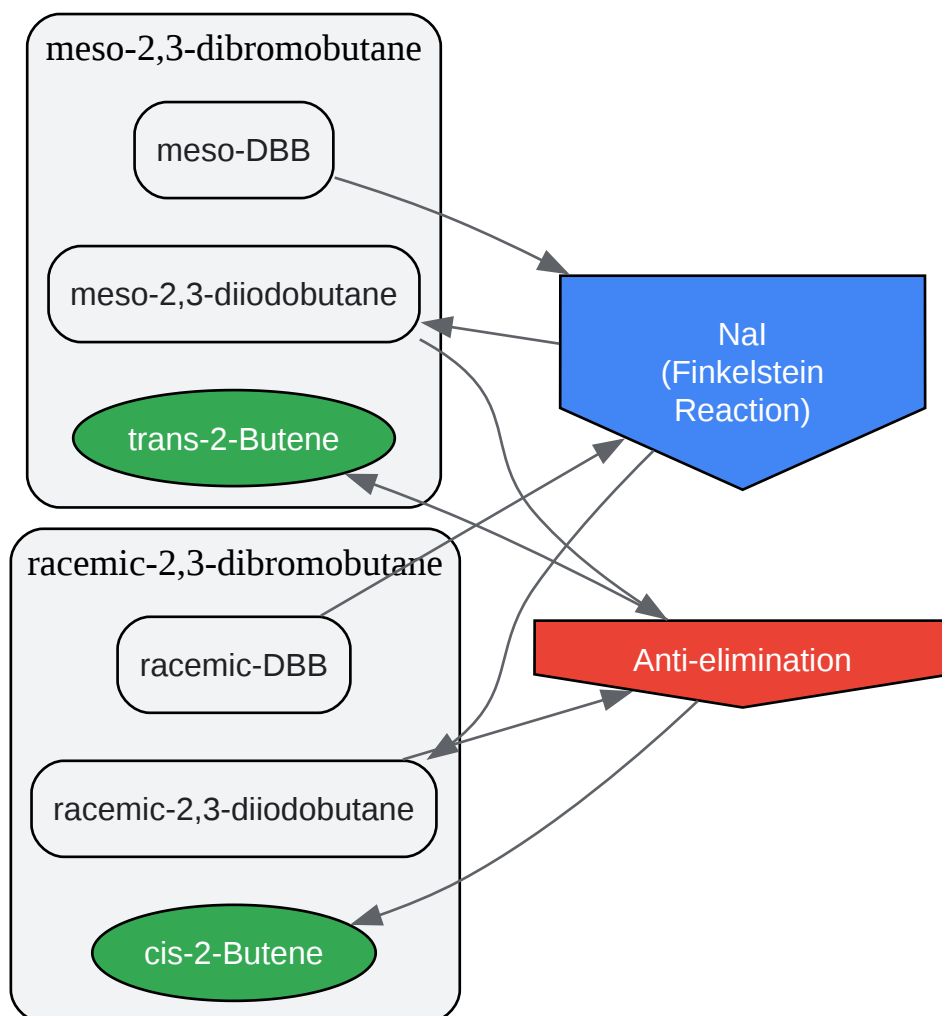 meso-2,3-dibromobutane
meso-DBB
meso-2,3-diiodobutane
trans-2-Butene
NaI
(Finkelstein
Reaction)
racemic-2,3-dibromobutane
racemic-DBB
racemic-2,3-diiodobutane
cis-2-Butene
Anti-elimination